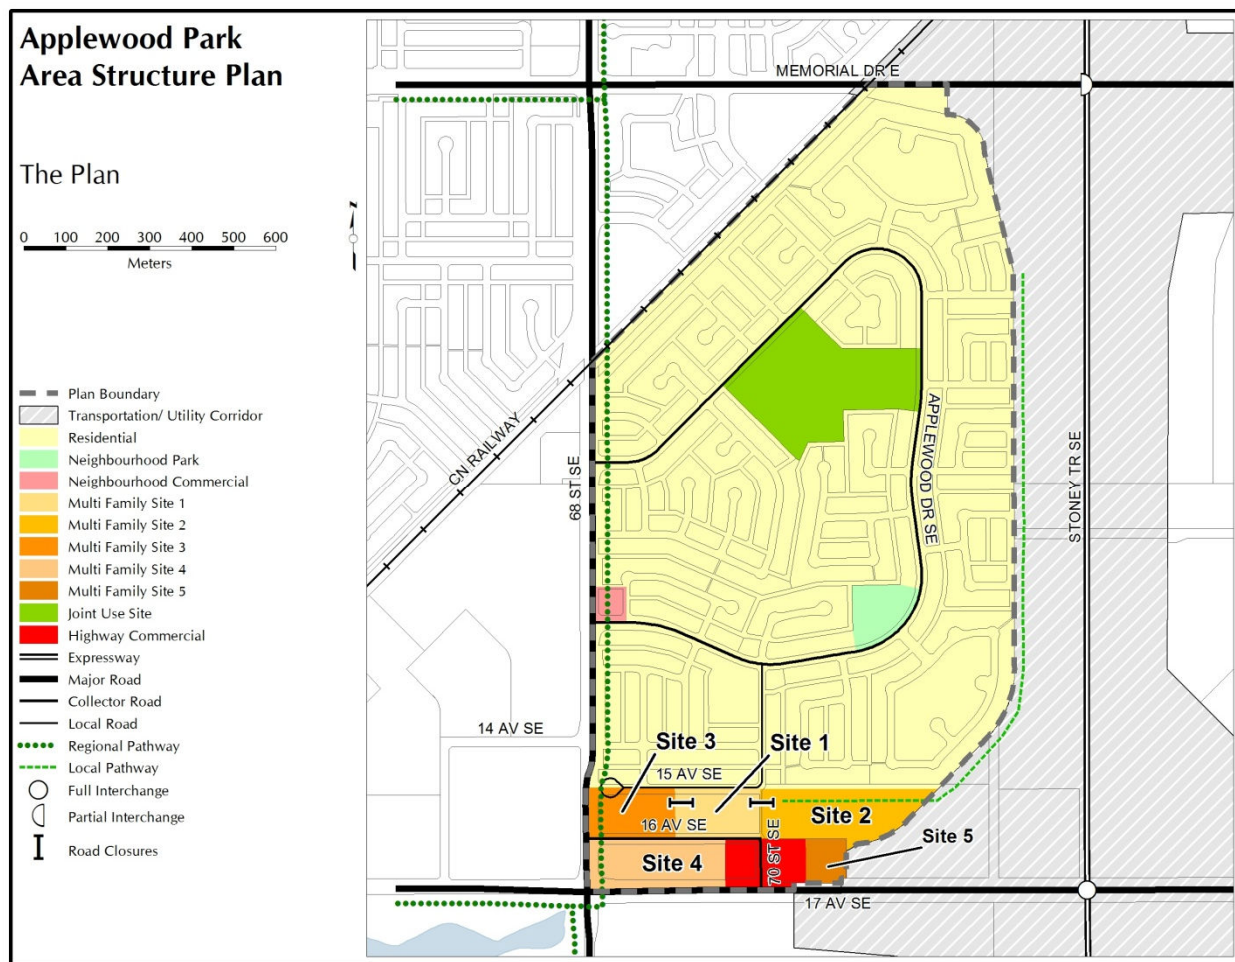 Applewood Park
Area Structure Plan
The Plan
0 100 200 300 400 500 600
Meters
Plan Boundary
Transportation/ Utility Corridor
Residential
Neighbourhood Park
Neighbourhood Commercial
Multi Family Site 1
Multi Family Site 2
Multi Family Site 3
Multi Family Site 4
Multi Family Site 5
Joint Use Site
Highway Commercial
Expressway
Major Road
Collector Road
Local Road
Regional Pathway
Local Pathway
Full Interchange
Partial Interchange
Road Closures
MEMORIAL DR E
CN RAILWAY
68 ST SE
APPLEWOOD DR SE
STONEY TR SE
14 AV SE
Site 3
Site 1
15 AV SE
16 AV SE
Site 2
70 ST SE
Site 4
Site 5
17 AV SE